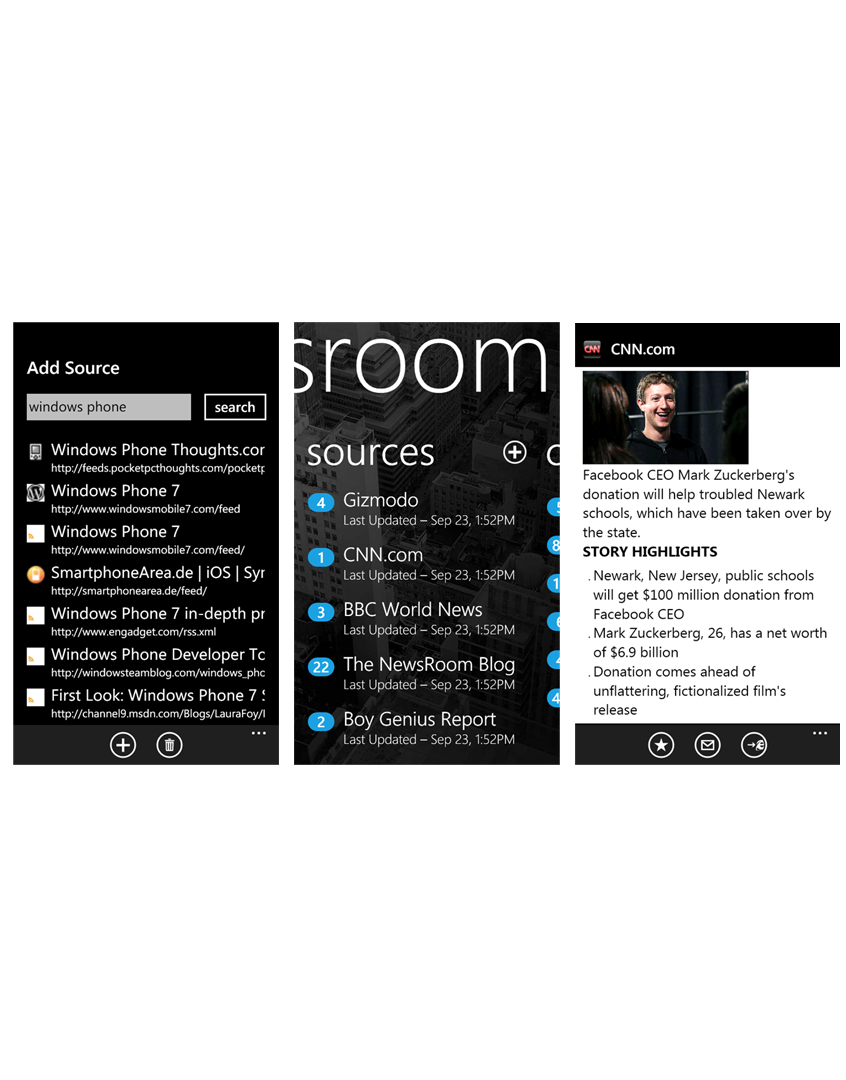 Add Source
windows phone
search
Windows Phone Thoughts.cor
http://feeds.pocketpcthoughts.com/pocketp
Windows Phone 7
http://www.windowsmobile7.com/feed
Windows Phone 7
http://www.windowsmobile7.com/feed/
SmartphoneArea.de | iOS | Syr
http://smartphonearea.de/feed/
Windows Phone 7 in-depth pr
http://www.engadget.com/rss.xml
Windows Phone Developer To
http://windowsteamblog.com/windows_pho
First Look: Windows Phone 7 S
http://channel9.msdn.com/Blogs/LauraFoy/I
sroom
sources
4
Gizmodo
Last Updated – Sep 23, 1:52PM
1
CNN.com
Last Updated – Sep 23, 1:52PM
3
BBC World News
Last Updated – Sep 23, 1:52PM
22
The NewsRoom Blog
Last Updated – Sep 23, 1:52PM
2
Boy Genius Report
Last Updated – Sep 23, 1:52PM
CNN
CNN.com
Facebook CEO Mark Zuckerberg's
donation will help troubled Newark
schools, which have been taken over by
the state.
STORY HIGHLIGHTS
Newark, New Jersey, public schools
will get $100 million donation from
Facebook CEO
Mark Zuckerberg, 26, has a net worth
of $6.9 billion
Donation comes ahead of
unflattering, fictionalized film's
release